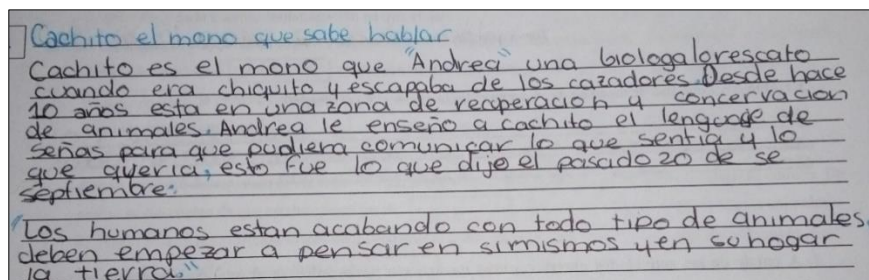 Cachito el mono que sabe hablar
Cachito es el mono que "Andrea" una biologa lo rescato
cuando era chiquito y escapaba de los cazadores. Desde hace
10 años esta en una zona de recuperacion y concervacion
de animales. Andrea le enseño a cachito el lenguage de
señas para que pudiera comunicar lo que sentia y lo
que queria, esto fue lo que dijo el pasado 20 de se
septiembre:
"Los humanos estan acabando con todo tipo de animales.
deben empezar a pensar en simismos y en su hogar
la tierra."